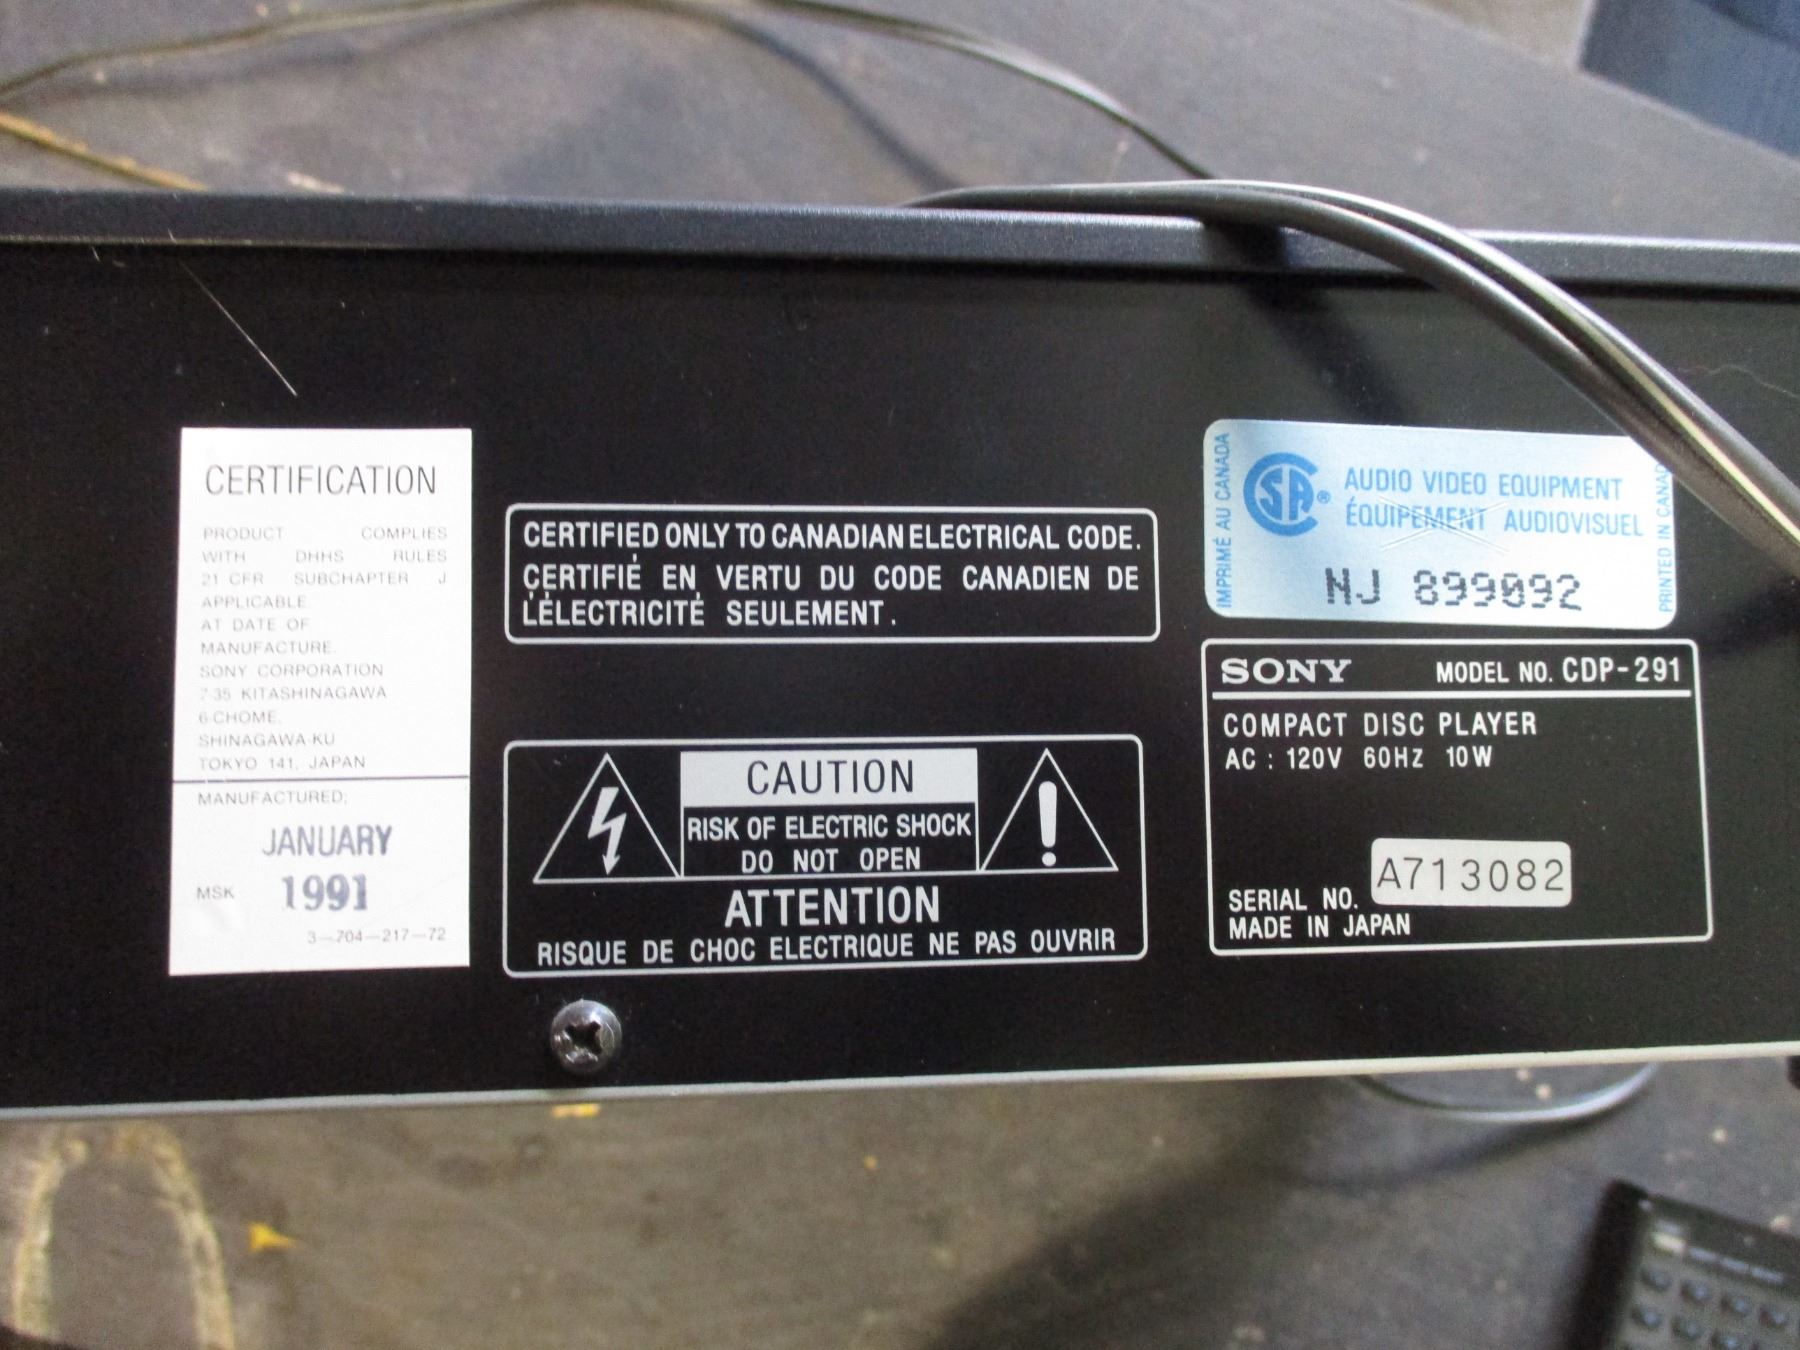 CERTIFICATION
PRODUCT COMPLIES
WITH DHHS RULES
21 CFR SUBCHAPTER J
APPLICABLE
AT DATE OF
MANUFACTURE.
SONY CORPORATION
7-35 KITASHINAGAWA
6-CHOME,
SHINAGAWA-KU
TOKYO 141, JAPAN
MANUFACTURED;
JANUARY
MSK 1991
3-704-217-72
CERTIFIED ONLY TO CANADIAN ELECTRICAL CODE.
CERTIFIÉ EN VERTU DU CODE CANADIEN DE
L'ÉLECTRICITÉ SEULEMENT.
CAUTION
RISK OF ELECTRIC SHOCK
DO NOT OPEN
ATTENTION
RISQUE DE CHOC ELECTRIQUE NE PAS OUVRIR
IMPRIMÉ AU CANADA
CSA ® AUDIO VIDEO EQUIPMENT
ÉQUIPEMENT AUDIOVISUEL
NJ 899092
PRINTED IN CANADA
SONY MODEL NO. CDP-291
COMPACT DISC PLAYER
AC : 120V 60HZ 10W
SERIAL NO. A713082
MADE IN JAPAN